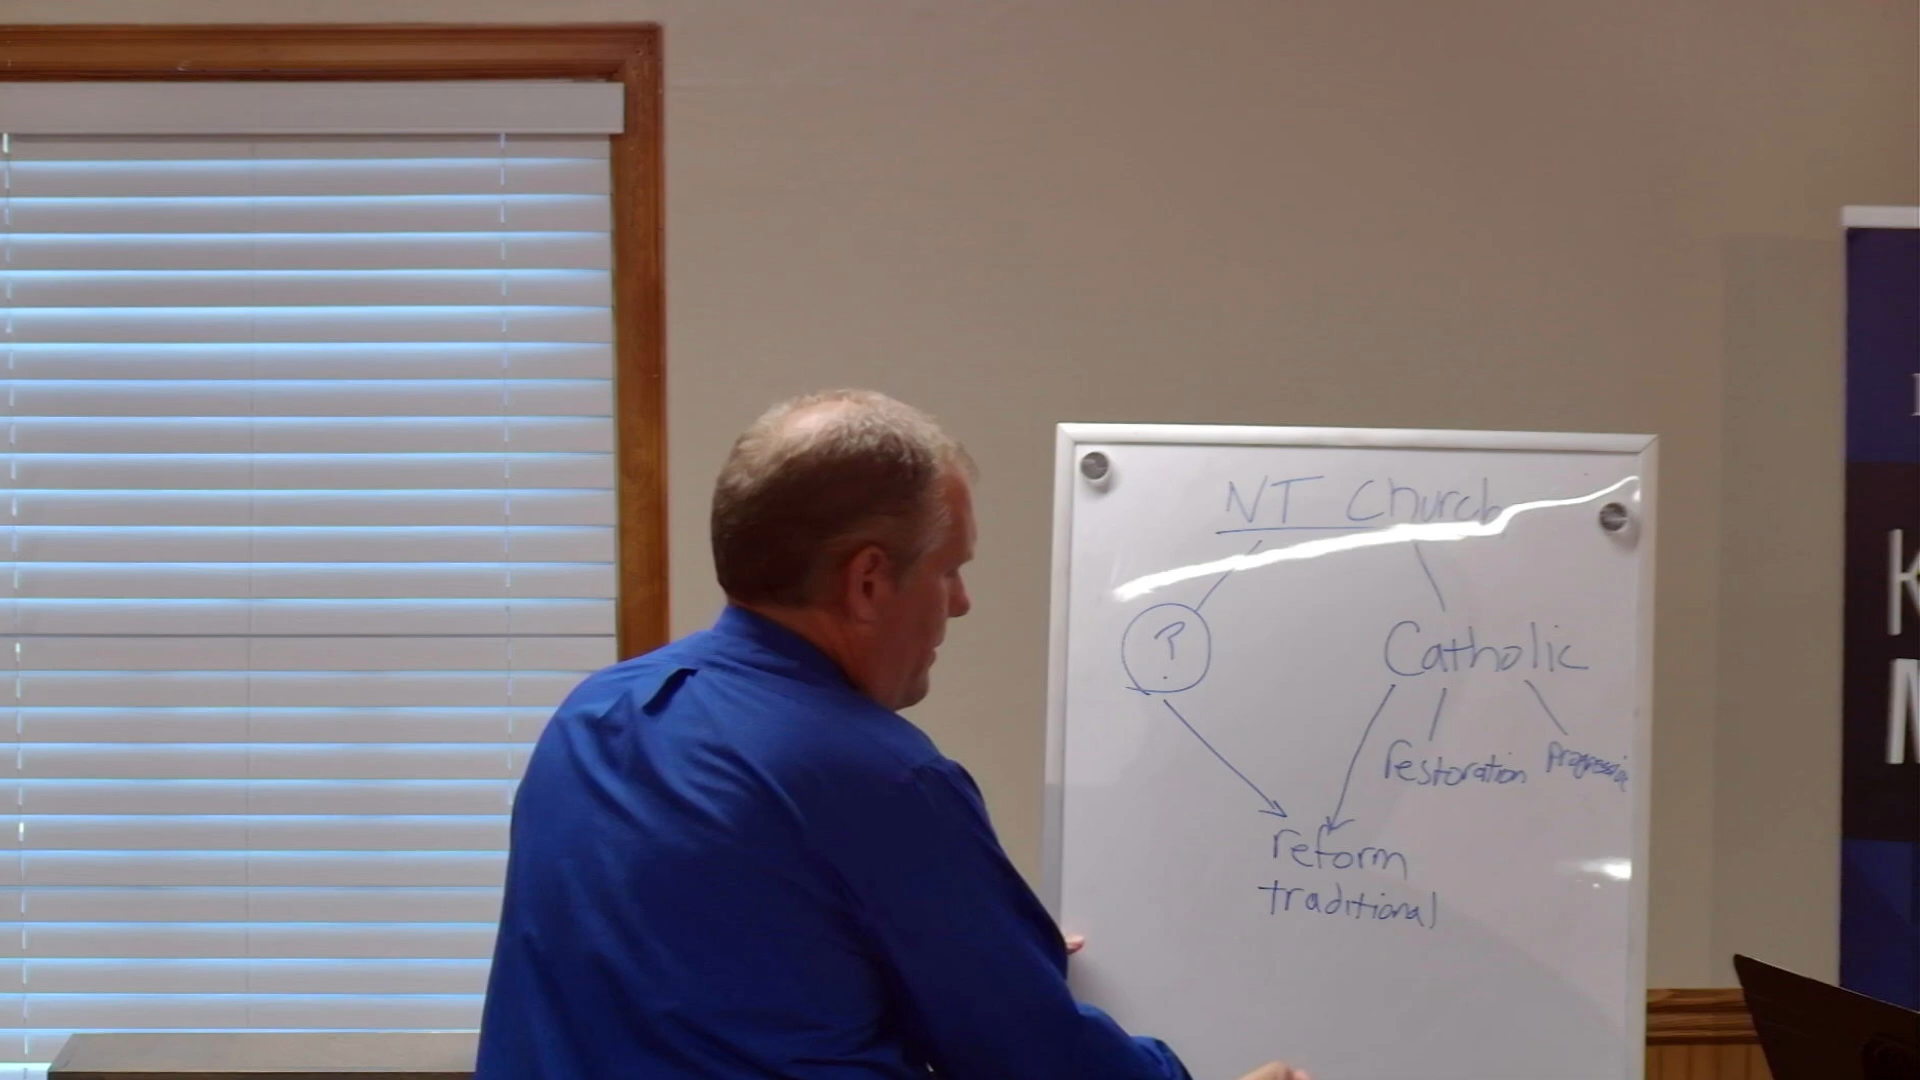 NT Church
?
Catholic
restoration
Progressive
reform
traditional
K